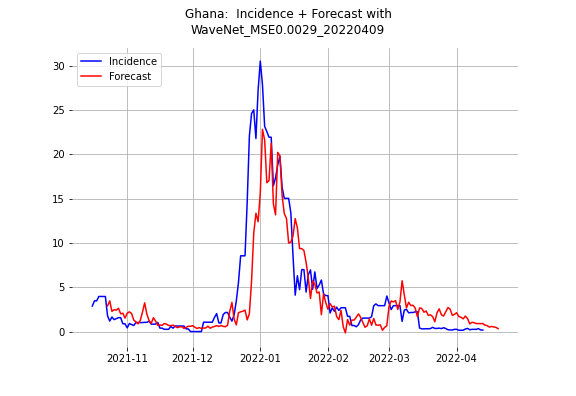 Ghana:  Incidence + Forecast with
WaveNet_MSE0.0029_20220409
Incidence
Forecast
30
25
20
15
10
5
0
2021-11 2021-12 2022-01 2022-02 2022-03 2022-04